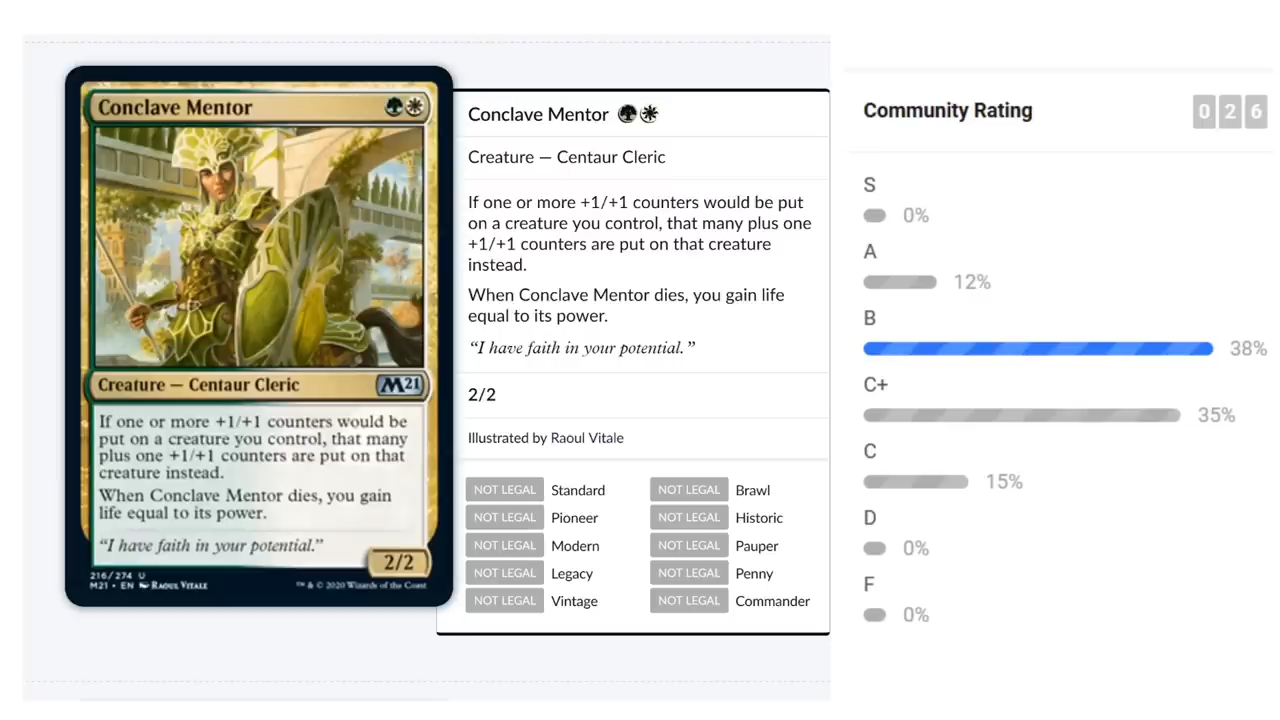 Conclave Mentor
Creature — Centaur Cleric
M21
If one or more +1/+1 counters would be
put on a creature you control, that many
plus one +1/+1 counters are put on that
creature instead.
When Conclave Mentor dies, you gain
life equal to its power.
“I have faith in your potential.”
2/2
216/274 U
M21 • EN RAOUL VITALE
™ & © 2020 Wizards of the Coast
Conclave Mentor
Creature — Centaur Cleric
If one or more +1/+1 counters would be put
on a creature you control, that many plus one
+1/+1 counters are put on that creature
instead.
When Conclave Mentor dies, you gain life
equal to its power.
“I have faith in your potential.”
2/2
Illustrated by Raoul Vitale
NOT LEGAL Standard NOT LEGAL Brawl
NOT LEGAL Pioneer NOT LEGAL Historic
NOT LEGAL Modern NOT LEGAL Pauper
NOT LEGAL Legacy NOT LEGAL Penny
NOT LEGAL Vintage NOT LEGAL Commander
Community Rating 0 2 6
S
0%
A
12%
B
38%
C+
35%
C
15%
D
0%
F
0%